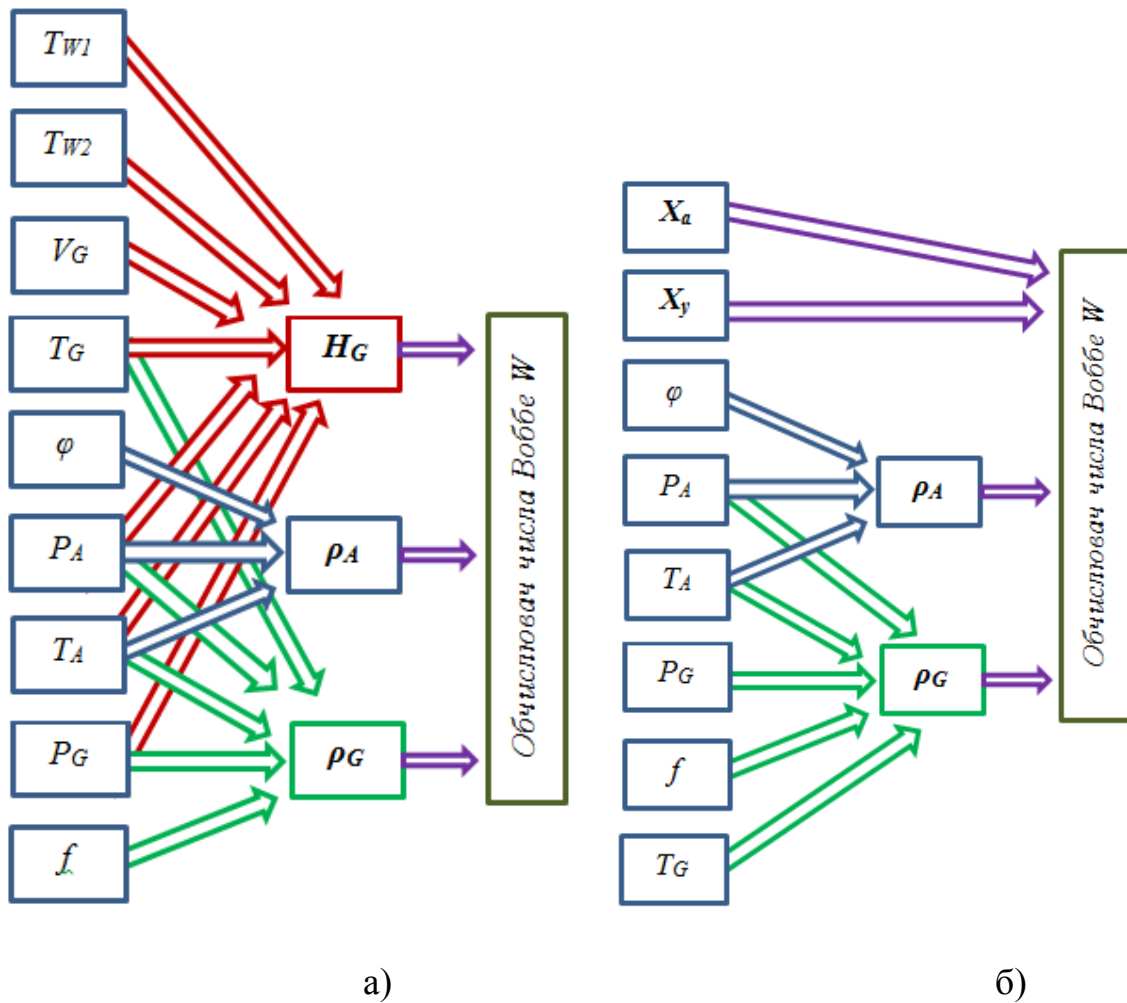 TW1
TW2
VG
TG
φ
PA
TA
PG
f
HG
ρA
ρG
Обчислювач числа Воббе W
а)
Xa
Xy
φ
PA
TA
PG
f
TG
ρA
ρG
Обчислювач числа Воббе W
б)